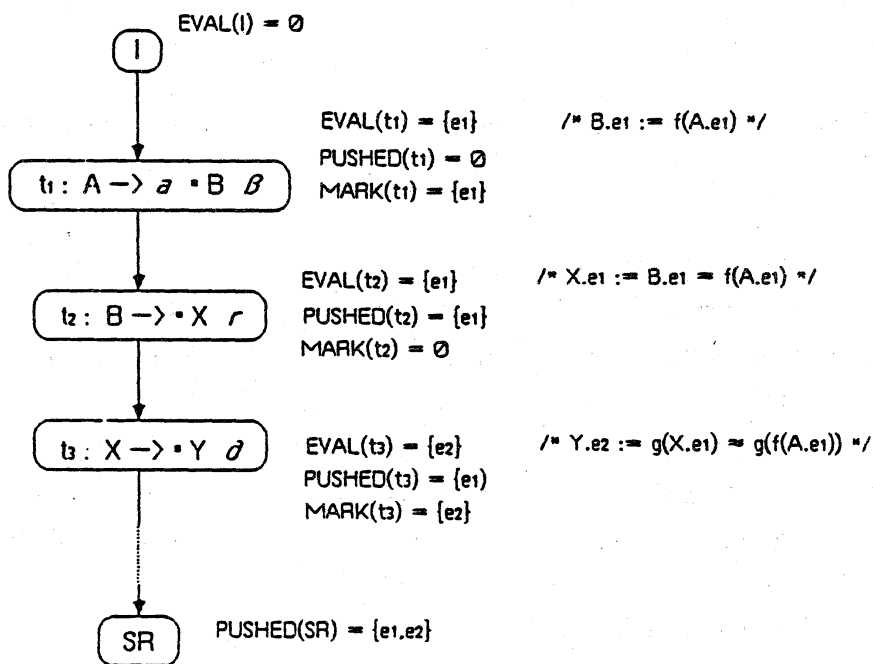 EVAL(I) = Ø
I
EVAL(t1) = {e1} /* B.e1 := f(A.e1) */
PUSHED(t1) = Ø
t1 : A —> a • B β
MARK(t1) = {e1}
EVAL(t2) = {e1} /* X.e1 := B.e1 = f(A.e1) */
t2 : B —> • X r
PUSHED(t2) = {e1}
MARK(t2) = Ø
t3 : X —> • Y ∂
EVAL(t3) = {e2} /* Y.e2 := g(X.e1) = g(f(A.e1)) */
PUSHED(t3) = {e1)
MARK(t3) = {e2}
SR
PUSHED(SR) = {e1,e2}